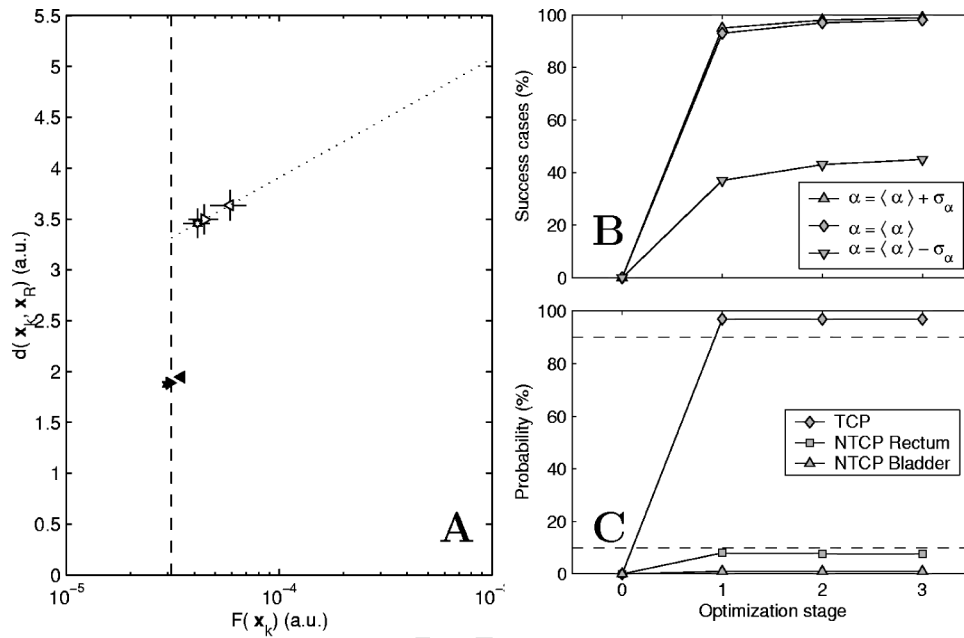 5.5
5
4.5
4
3.5
3
2.5
2
1.5
1
0.5
0
d( x_k, x_R) (a.u.)
10^-5
10^-4
F( x_k) (a.u.)
A
100
80
60
40
20
0
Success cases (%)
B
α = ⟨ α ⟩ + σ_α
α = ⟨ α ⟩
α = ⟨ α ⟩ − σ_α
100
80
60
40
20
0
Probability (%)
C
TCP
NTCP Rectum
NTCP Bladder
0 1 2 3
Optimization stage